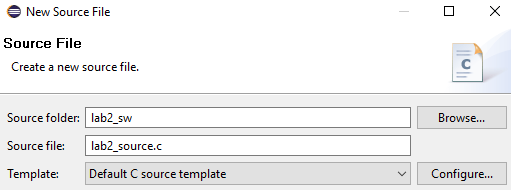 New Source File
Source File
Create a new source file.
C
Source folder: lab2_sw Browse...
Source file: lab2_source.c
Template: Default C source template Configure...